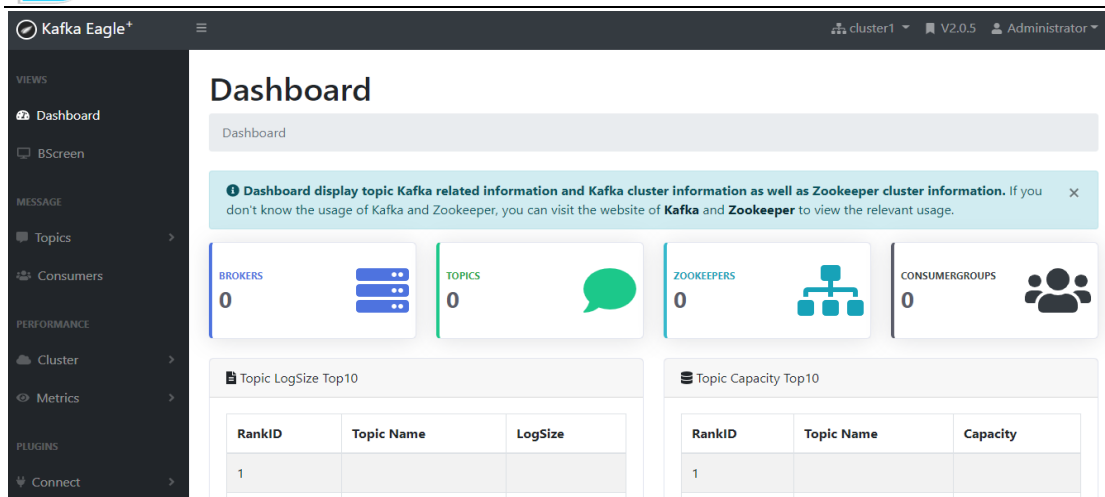 Kafka Eagle+
cluster1
V2.0.5
Administrator
VIEWS
Dashboard
BScreen
MESSAGE
Topics
Consumers
PERFORMANCE
Cluster
Metrics
PLUGINS
Connect
Dashboard
Dashboard
Dashboard display topic Kafka related information and Kafka cluster information as well as Zookeeper cluster information. If you
don't know the usage of Kafka and Zookeeper, you can visit the website of Kafka and Zookeeper to view the relevant usage.
×
BROKERS
0
TOPICS
0
ZOOKEEPERS
0
CONSUMERGROUPS
0
Topic LogSize Top10
RankID Topic Name LogSize
1
Topic Capacity Top10
RankID Topic Name Capacity
1